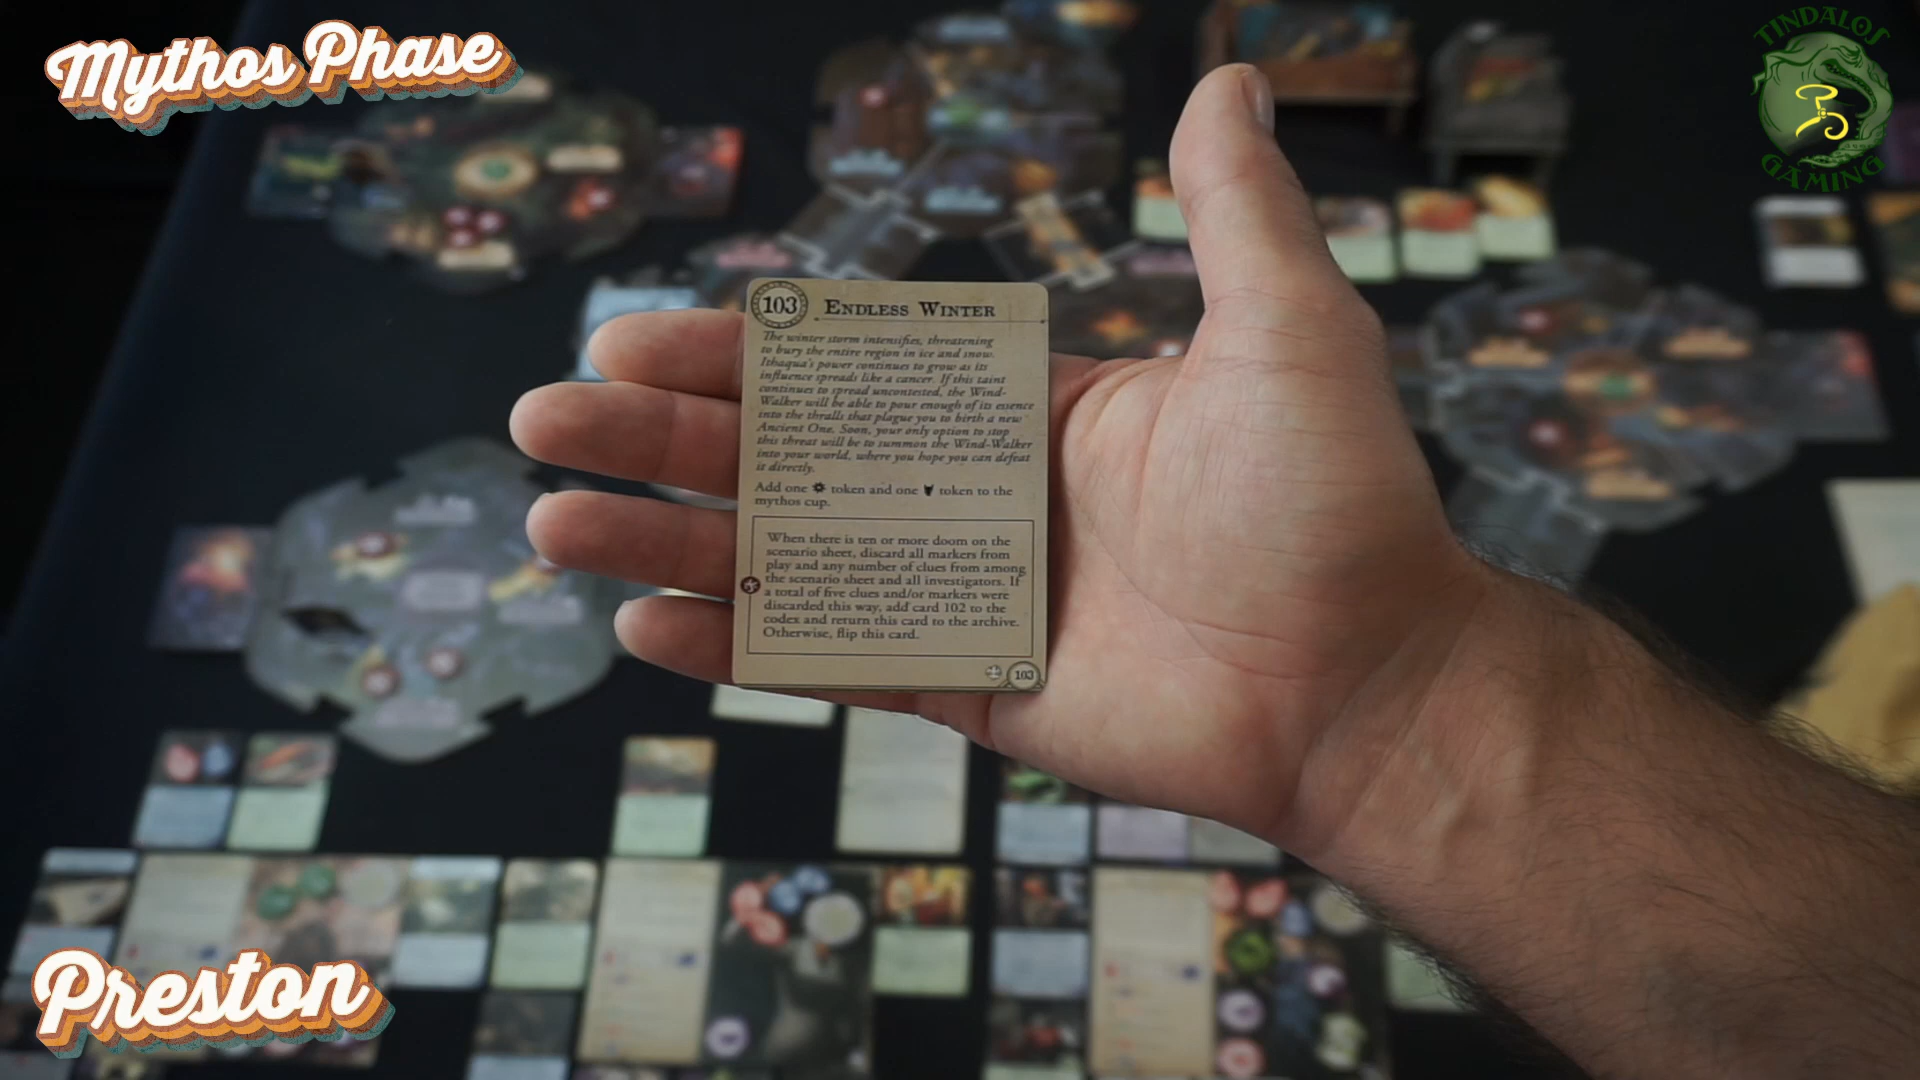 Mythos Phase
TINDALOS
GAMING
103 ENDLESS WINTER
The winter storm intensifies, threatening
to bury the entire region in ice and snow.
Ithaqua's power continues to grow as its
influence spreads like a cancer. If this taint
continues to spread uncontested, the Wind-
Walker will be able to pour enough of its essence
into the thralls that plague you to birth a new
Ancient One. Soon, your only option to stop
this threat will be to summon the Wind-Walker
into your world, where you hope you can defeat
it directly.
Add one token and one token to the
mythos cup.
When there is ten or more doom on the
scenario sheet, discard all markers from
play and any number of clues from among
the scenario sheet and all investigators. If
a total of five clues and/or markers were
discarded this way, add card 102 to the
codex and return this card to the archive.
Otherwise, flip this card.
103
Preston